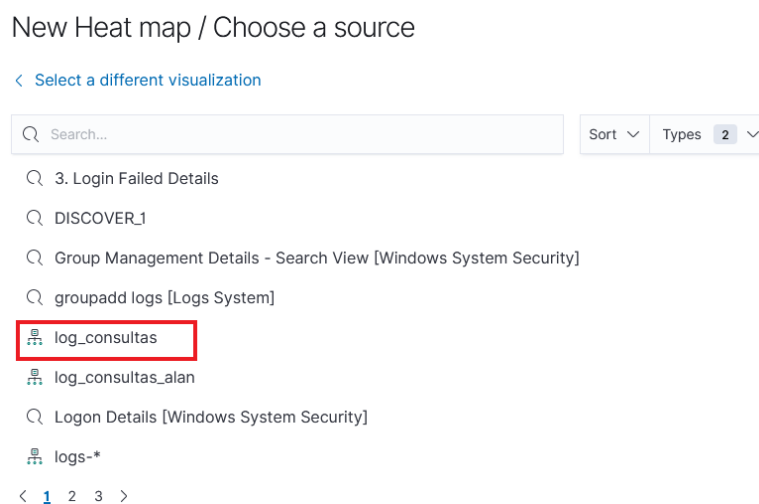 New Heat map / Choose a source
Select a different visualization
Search...
Sort
Types 2
3. Login Failed Details
DISCOVER_1
Group Management Details - Search View [Windows System Security]
groupadd logs [Logs System]
log_consultas
log_consultas_alan
Logon Details [Windows System Security]
logs-*
1 2 3